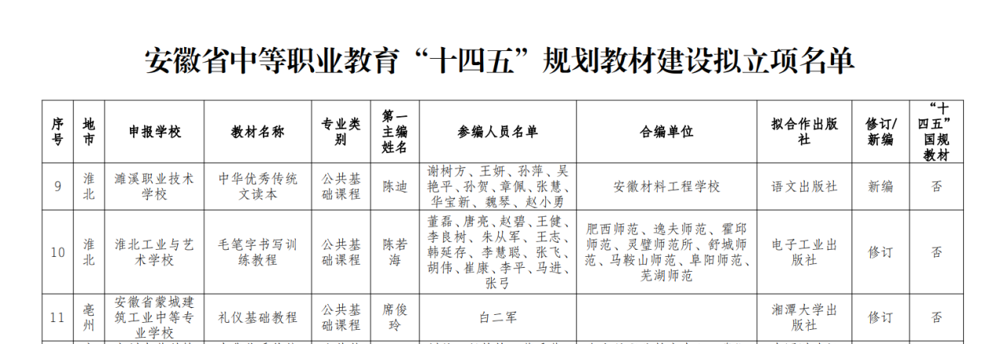 安徽省中等职业教育“十四五”规划教材建设拟立项名单
序号 地市 申报学校 教材名称 专业类别 第一主编姓名 参编人员名单 合编单位 拟合作出版社 修订/新编 “十四五”国规教材
9 淮北 濉溪职业技术学校 中华优秀传统文读本 公共基础课程 陈迪 谢树方、王妍、孙萍、吴艳平、孙贺、章佩、张慧、华宝新、魏琴、赵小勇 安徽材料工程学校 语文出版社 新编 否
10 淮北 淮北工业与艺术学校 毛笔字书写训练教程 公共基础课程 陈若海 董磊、唐亮、赵碧、王健、李良树、朱从军、王志、韩延存、李慧聪、张飞、胡伟、崔康、李平、马进、张弓 肥西师范、逸夫师范、霍邱师范、灵璧师范所、舒城师范、马鞍山师范、阜阳师范、芜湖师范 电子工业出版社 修订 否
11 亳州 安徽省蒙城建筑工业中等专业学校 礼仪基础教程 公共基础课程 席俊玲 白二军 湘潭大学出版社 修订 否